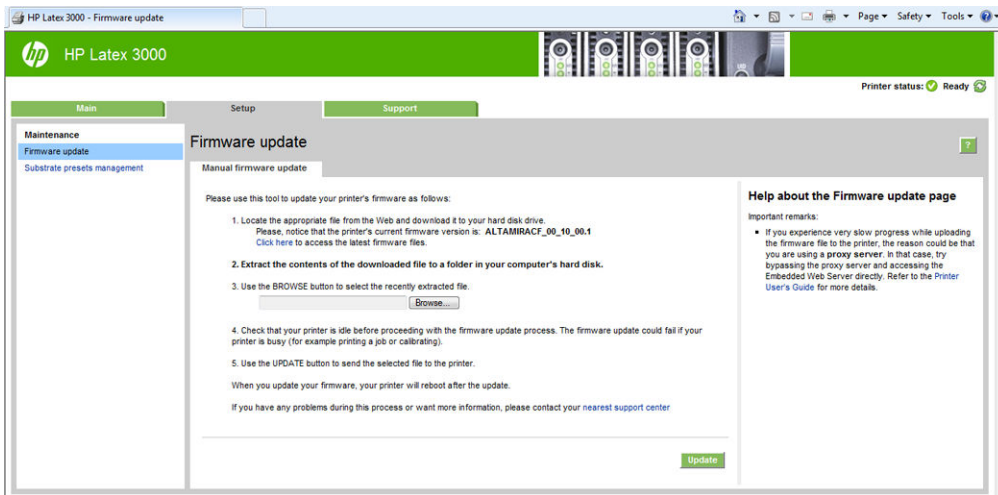 HP Latex 3000 - Firmware update
Page Safety Tools
hp HP Latex 3000
Printer status: Ready
Main Setup Support
Maintenance
Firmware update
Substrate presets management
Firmware update
?
Manual firmware update
Please use this tool to update your printer's firmware as follows:
1. Locate the appropriate file from the Web and download it to your hard disk drive.
Please, notice that the printer's current firmware version is: ALTAMIRACF_00_10_00.1
Click here to access the latest firmware files.
2. Extract the contents of the downloaded file to a folder in your computer's hard disk.
3. Use the BROWSE button to select the recently extracted file.
Browse...
4. Check that your printer is idle before proceeding with the firmware update process. The firmware update could fail if your
printer is busy (for example printing a job or calibrating).
5. Use the UPDATE button to send the selected file to the printer.
When you update your firmware, your printer will reboot after the update.
If you have any problems during this process or want more information, please contact your nearest support center
Update
Help about the Firmware update page
Important remarks:
If you experience very slow progress while uploading
the firmware file to the printer, the reason could be that
you are using a proxy server. In that case, try
bypassing the proxy server and accessing the
Embedded Web Server directly. Refer to the Printer
User's Guide for more details.